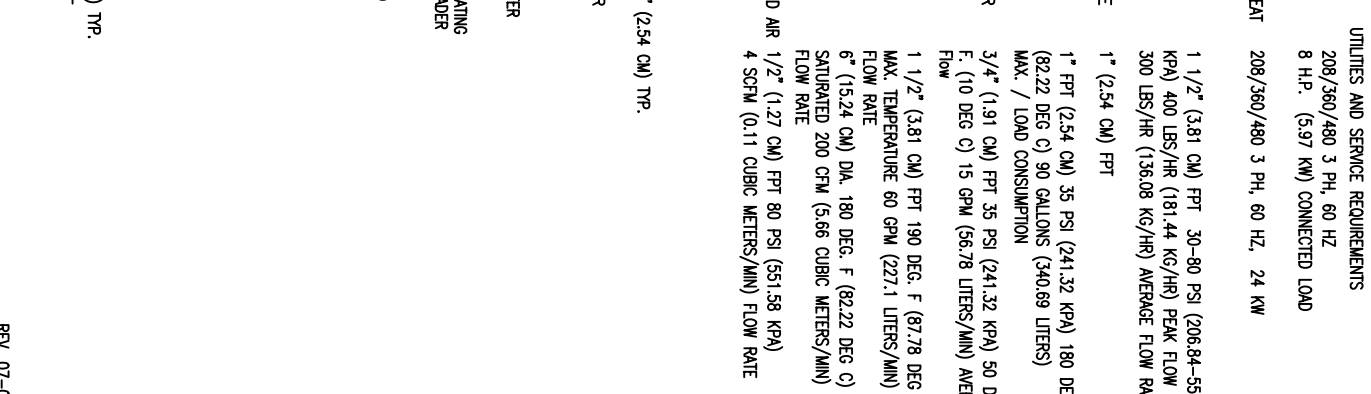 UTILITIES AND SERVICE REQUIREMENTS
208/360/480 3 PH, 60 HZ
8 H.P. (5.97 KW) CONNECTED LOAD
EAT 208/360/480 3 PH, 60 HZ, 24 KW
1 1/2" (3.81 CM) FPT 30-80 PSI (206.84-55
KPA) 400 LBS/HR (181.44 KG/HR) PEAK FLOW
300 LBS/HR (136.08 KG/HR) AVERAGE FLOW RA
E 1" (2.54 CM) FPT
1" FPT (2.54 CM) 35 PSI (241.32 KPA) 180 DE
(82.22 DEG C) 90 GALLONS (340.69 LITERS)
MAX. / LOAD CONSUMPTION
R 3/4" (1.91 CM) FPT 35 PSI (241.32 KPA) 50 D
F. (10 DEG C) 15 GPM (56.78 LITERS/MIN) AVE
Flow
1 1/2" (3.81 CM) FPT 190 DEG. F (87.78 DEG
MAX. TEMPERATURE 60 GPM (227.1 LITERS/MIN)
FLOW RATE
6" (15.24 CM) DIA. 180 DEG. F (82.22 DEG C)
SATURATED 200 CFM (5.66 CUBIC METERS/MIN)
FLOW RATE
D AIR 1/2" (1.27 CM) FPT 80 PSI (551.58 KPA)
4 SCFM (0.11 CUBIC METERS/MIN) FLOW RATE
" (2.54 CM) TYP.
R
TER
ATING
ADER
) TYP.
REV 07-